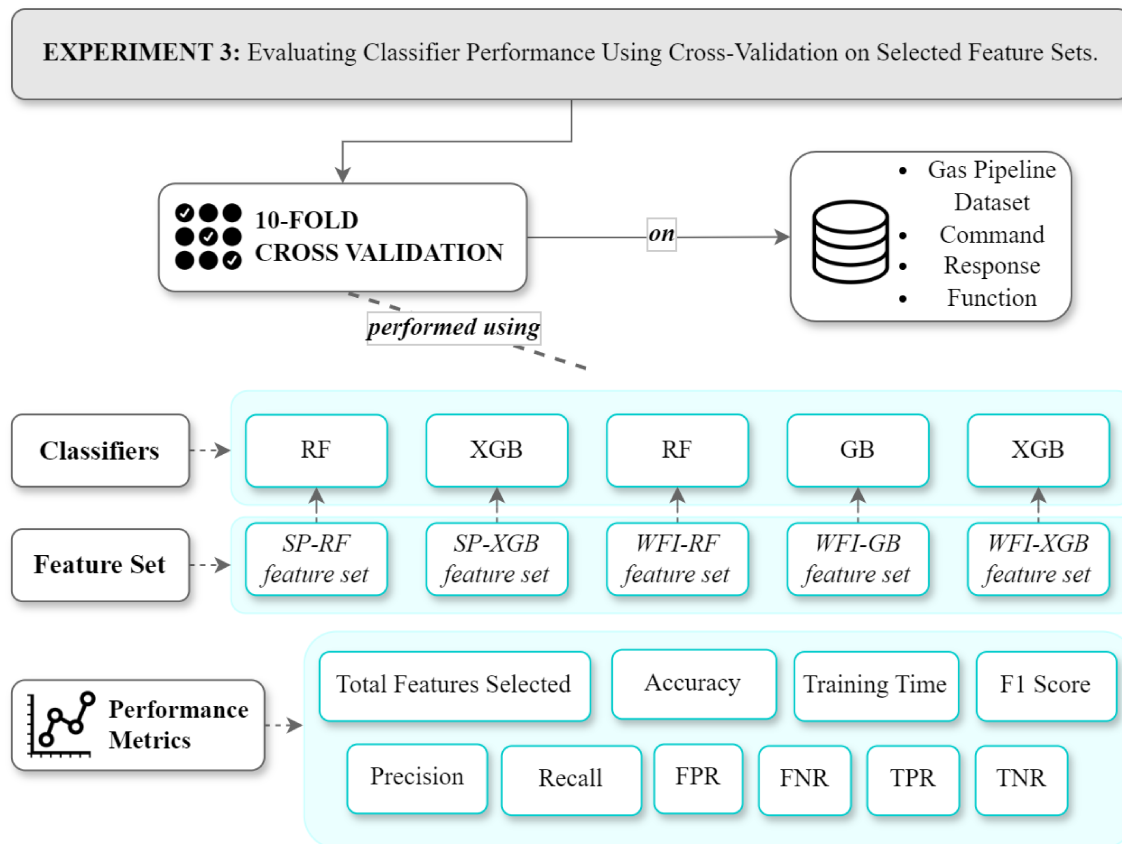 EXPERIMENT 3: Evaluating Classifier Performance Using Cross-Validation on Selected Feature Sets.
10-FOLD
CROSS VALIDATION
on
• Gas Pipeline
Dataset
• Command
• Response
• Function
performed using
Classifiers
RF
XGB
RF
GB
XGB
Feature Set
SP-RF
feature set
SP-XGB
feature set
WFI-RF
feature set
WFI-GB
feature set
WFI-XGB
feature set
Performance
Metrics
Total Features Selected
Accuracy
Training Time
F1 Score
Precision
Recall
FPR
FNR
TPR
TNR